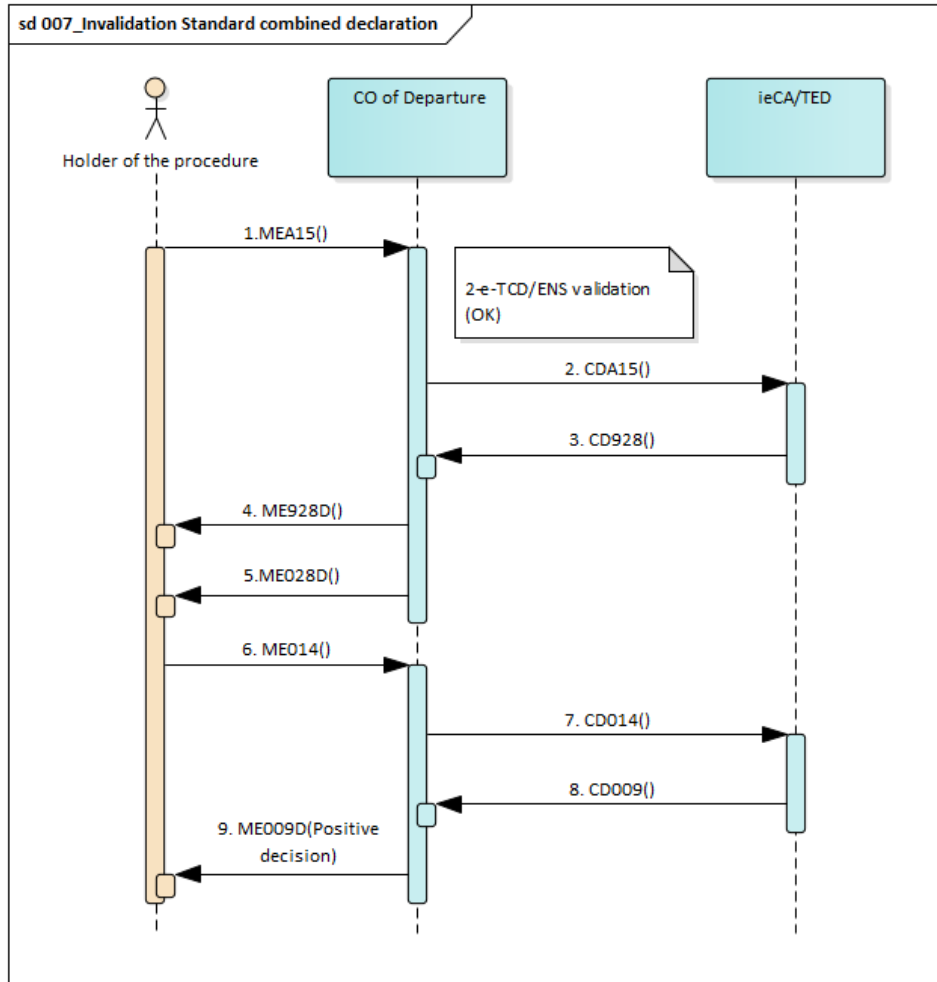 sd 007_Invalidation Standard combined declaration
CO of Departure
ieCA/TED
Holder of the procedure
1.MEA15()
2-e-TCD/ENS validation
(OK)
2. CDA15()
3. CD928()
4. ME928D()
5.ME028D()
6. ME014()
7. CD014()
8. CD009()
9. ME009D(Positive
decision)